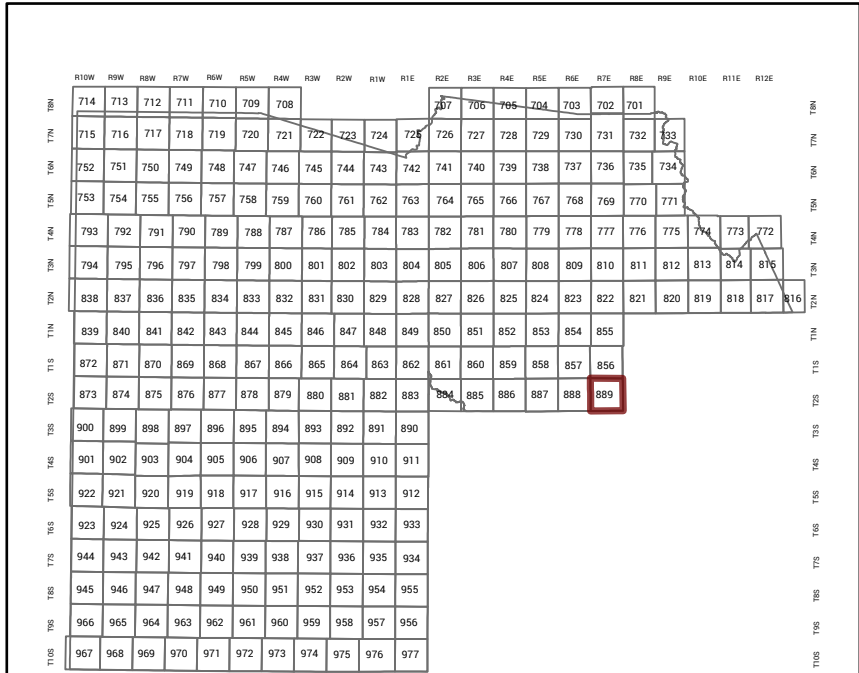 R10W R9W R8W R7W R6W R5W R4W R3W R2W R1W R1E R2E R3E R4E R5E R6E R7E R8E R9E R10E R11E R12E
T8N 714 713 712 711 710 709 708 707 706 705 704 703 702 701 T8N
T7N 715 716 717 718 719 720 721 722 723 724 725 726 727 728 729 730 731 732 733 T7N
T6N 752 751 750 749 748 747 746 745 744 743 742 741 740 739 738 737 736 735 734 T6N
T5N 753 754 755 756 757 758 759 760 761 762 763 764 765 766 767 768 769 770 771 T5N
T4N 793 792 791 790 789 788 787 786 785 784 783 782 781 780 779 778 777 776 775 774 773 772 T4N
T3N 794 795 796 797 798 799 800 801 802 803 804 805 806 807 808 809 810 811 812 813 814 815 T3N
T2N 838 837 836 835 834 833 832 831 830 829 828 827 826 825 824 823 822 821 820 819 818 817 816 T2N
T1N 839 840 841 842 843 844 845 846 847 848 849 850 851 852 853 854 855 T1N
T1S 872 871 870 869 868 867 866 865 864 863 862 861 860 859 858 857 856 T1S
T2S 873 874 875 876 877 878 879 880 881 882 883 884 885 886 887 888 889 T2S
T3S 900 899 898 897 896 895 894 893 892 891 890 T3S
T4S 901 902 903 904 905 906 907 908 909 910 911 T4S
T5S 922 921 920 919 918 917 916 915 914 913 912 T5S
T6S 923 924 925 926 927 928 929 930 931 932 933 T6S
T7S 944 943 942 941 940 939 938 937 936 935 934 T7S
T8S 945 946 947 948 949 950 951 952 953 954 955 T8S
T9S 966 965 964 963 962 961 960 959 958 957 956 T9S
T10S 967 968 969 970 971 972 973 974 975 976 977 T10S